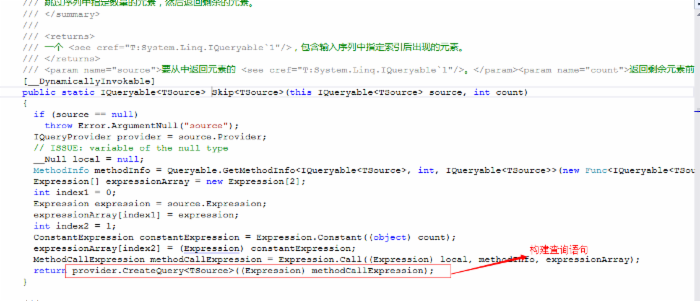 /// 跳过序列中指定数量的元素，然后返回剩余的元素。
/// </summary>
///
/// <returns>
/// 一个 <see cref="T:System.Linq.IQueryable`1"/>，包含输入序列中指定索引后出现的元素。
/// </returns>
/// <param name="source">要从中返回元素的 <see cref="T:System.Linq.IQueryable`1"/>。</param><param name="count">返回剩余元素前
[__DynamicallyInvokable]
public static IQueryable<TSource> Skip<TSource>(this IQueryable<TSource> source, int count)
{
if (source == null)
throw Error.ArgumentNull("source");
IQueryProvider provider = source.Provider;
// ISSUE: variable of the null type
__Null local = null;
MethodInfo methodInfo = Queryable.GetMethodInfo<IQueryable<TSource>, int, IQueryable<TSource>>(new Func<IQueryable<TSou
Expression[] expressionArray = new Expression[2];
int index1 = 0;
Expression expression = source.Expression;
expressionArray[index1] = expression;
int index2 = 1;
ConstantExpression constantExpression = Expression.Constant((object) count);
expressionArray[index2] = (Expression) constantExpression;
构建查询语句
MethodCallExpression methodCallExpression = Expression.Call((Expression) local, methodInfo, expressionArray);
return provider.CreateQuery<TSource>((Expression) methodCallExpression);
}